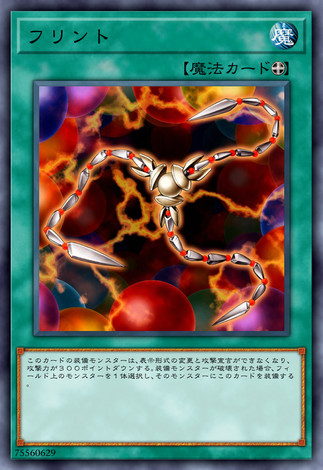 フリント
魔
【魔法カード】
このカードの装備モンスターは、表示形式の変更と攻撃宣言ができなくなり、
攻撃力が３００ポイントダウンする。装備モンスターが破壊された場合、フィ
ールド上のモンスターを１体選択し、そのモンスターにこのカードを装備する
。
75560629